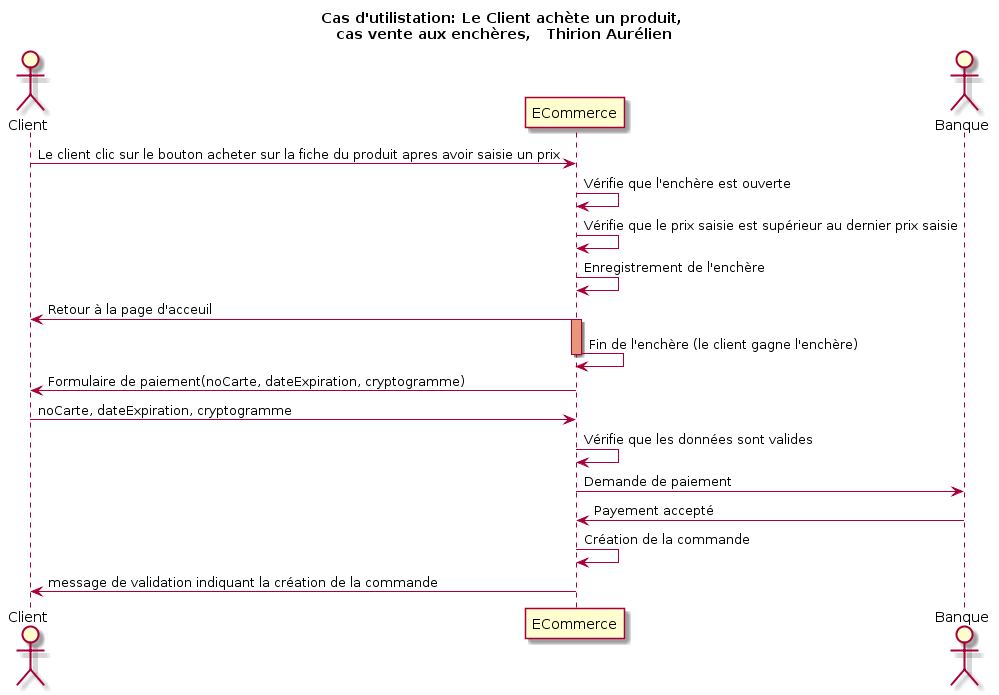 Cas d'utilistation: Le Client achète un produit,
cas vente aux enchères,   Thirion Aurélien
Client
ECommerce
Banque
Le client clic sur le bouton acheter sur la fiche du produit apres avoir saisie un prix
Vérifie que l'enchère est ouverte
Vérifie que le prix saisie est supérieur au dernier prix saisie
Enregistrement de l'enchère
Retour à la page d'acceuil
Fin de l'enchère (le client gagne l'enchère)
Formulaire de paiement(noCarte, dateExpiration, cryptogramme)
noCarte, dateExpiration, cryptogramme
Vérifie que les données sont valides
Demande de paiement
Payement accepté
Création de la commande
message de validation indiquant la création de la commande
Client
ECommerce
Banque